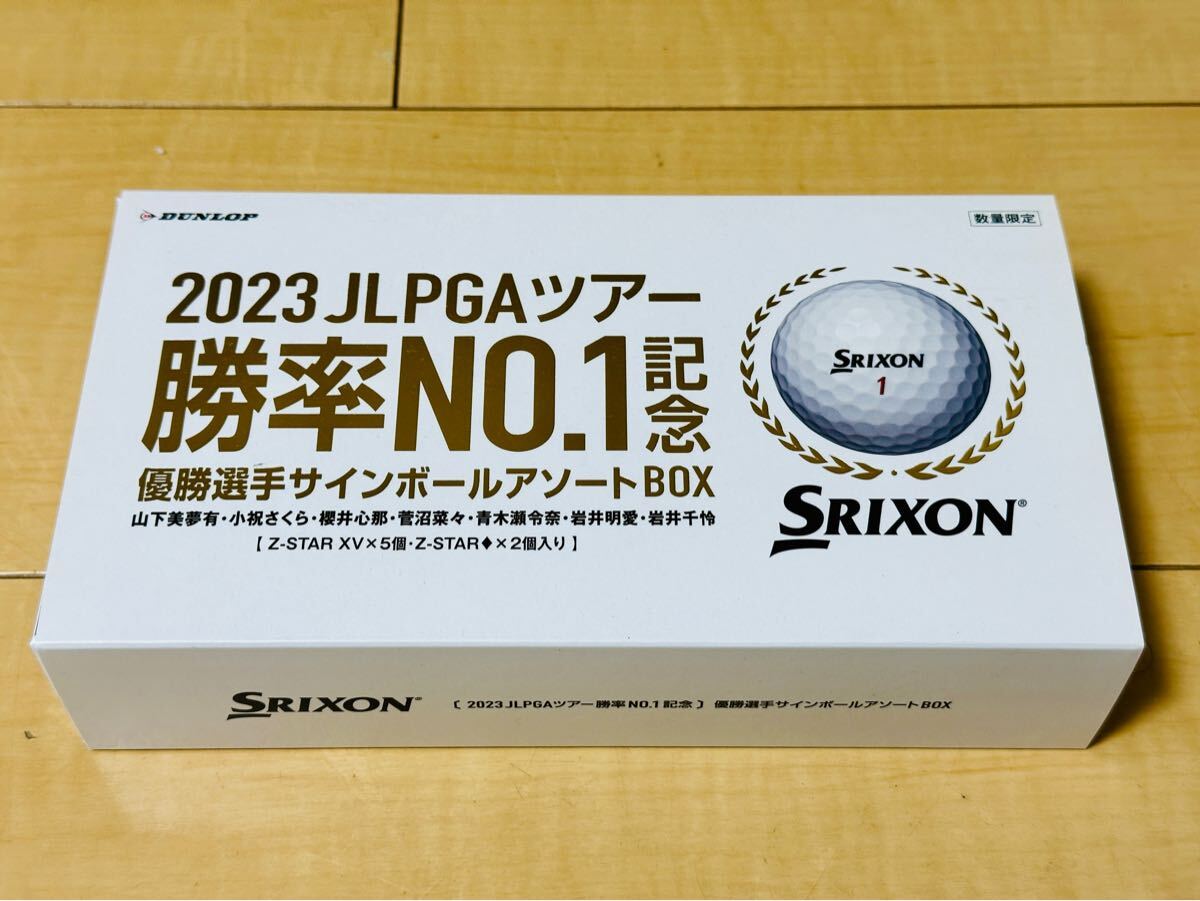 DUNLOP
数量限定
2023 JLPGAツアー
勝率NO.1記念
優勝選手サインボールアソートBOX
山下美夢有・小祝さくら・櫻井心那・菅沼菜々・青木瀬令奈・岩井明愛・岩井千怜
【 Z-STAR XV×5個・Z-STAR♦×2個入り 】
SRIXON
1
SRIXON®
SRIXON® 〔 2023 JLPGAツアー勝率NO.1 記念 〕 優勝選手サインボールアソートBOX